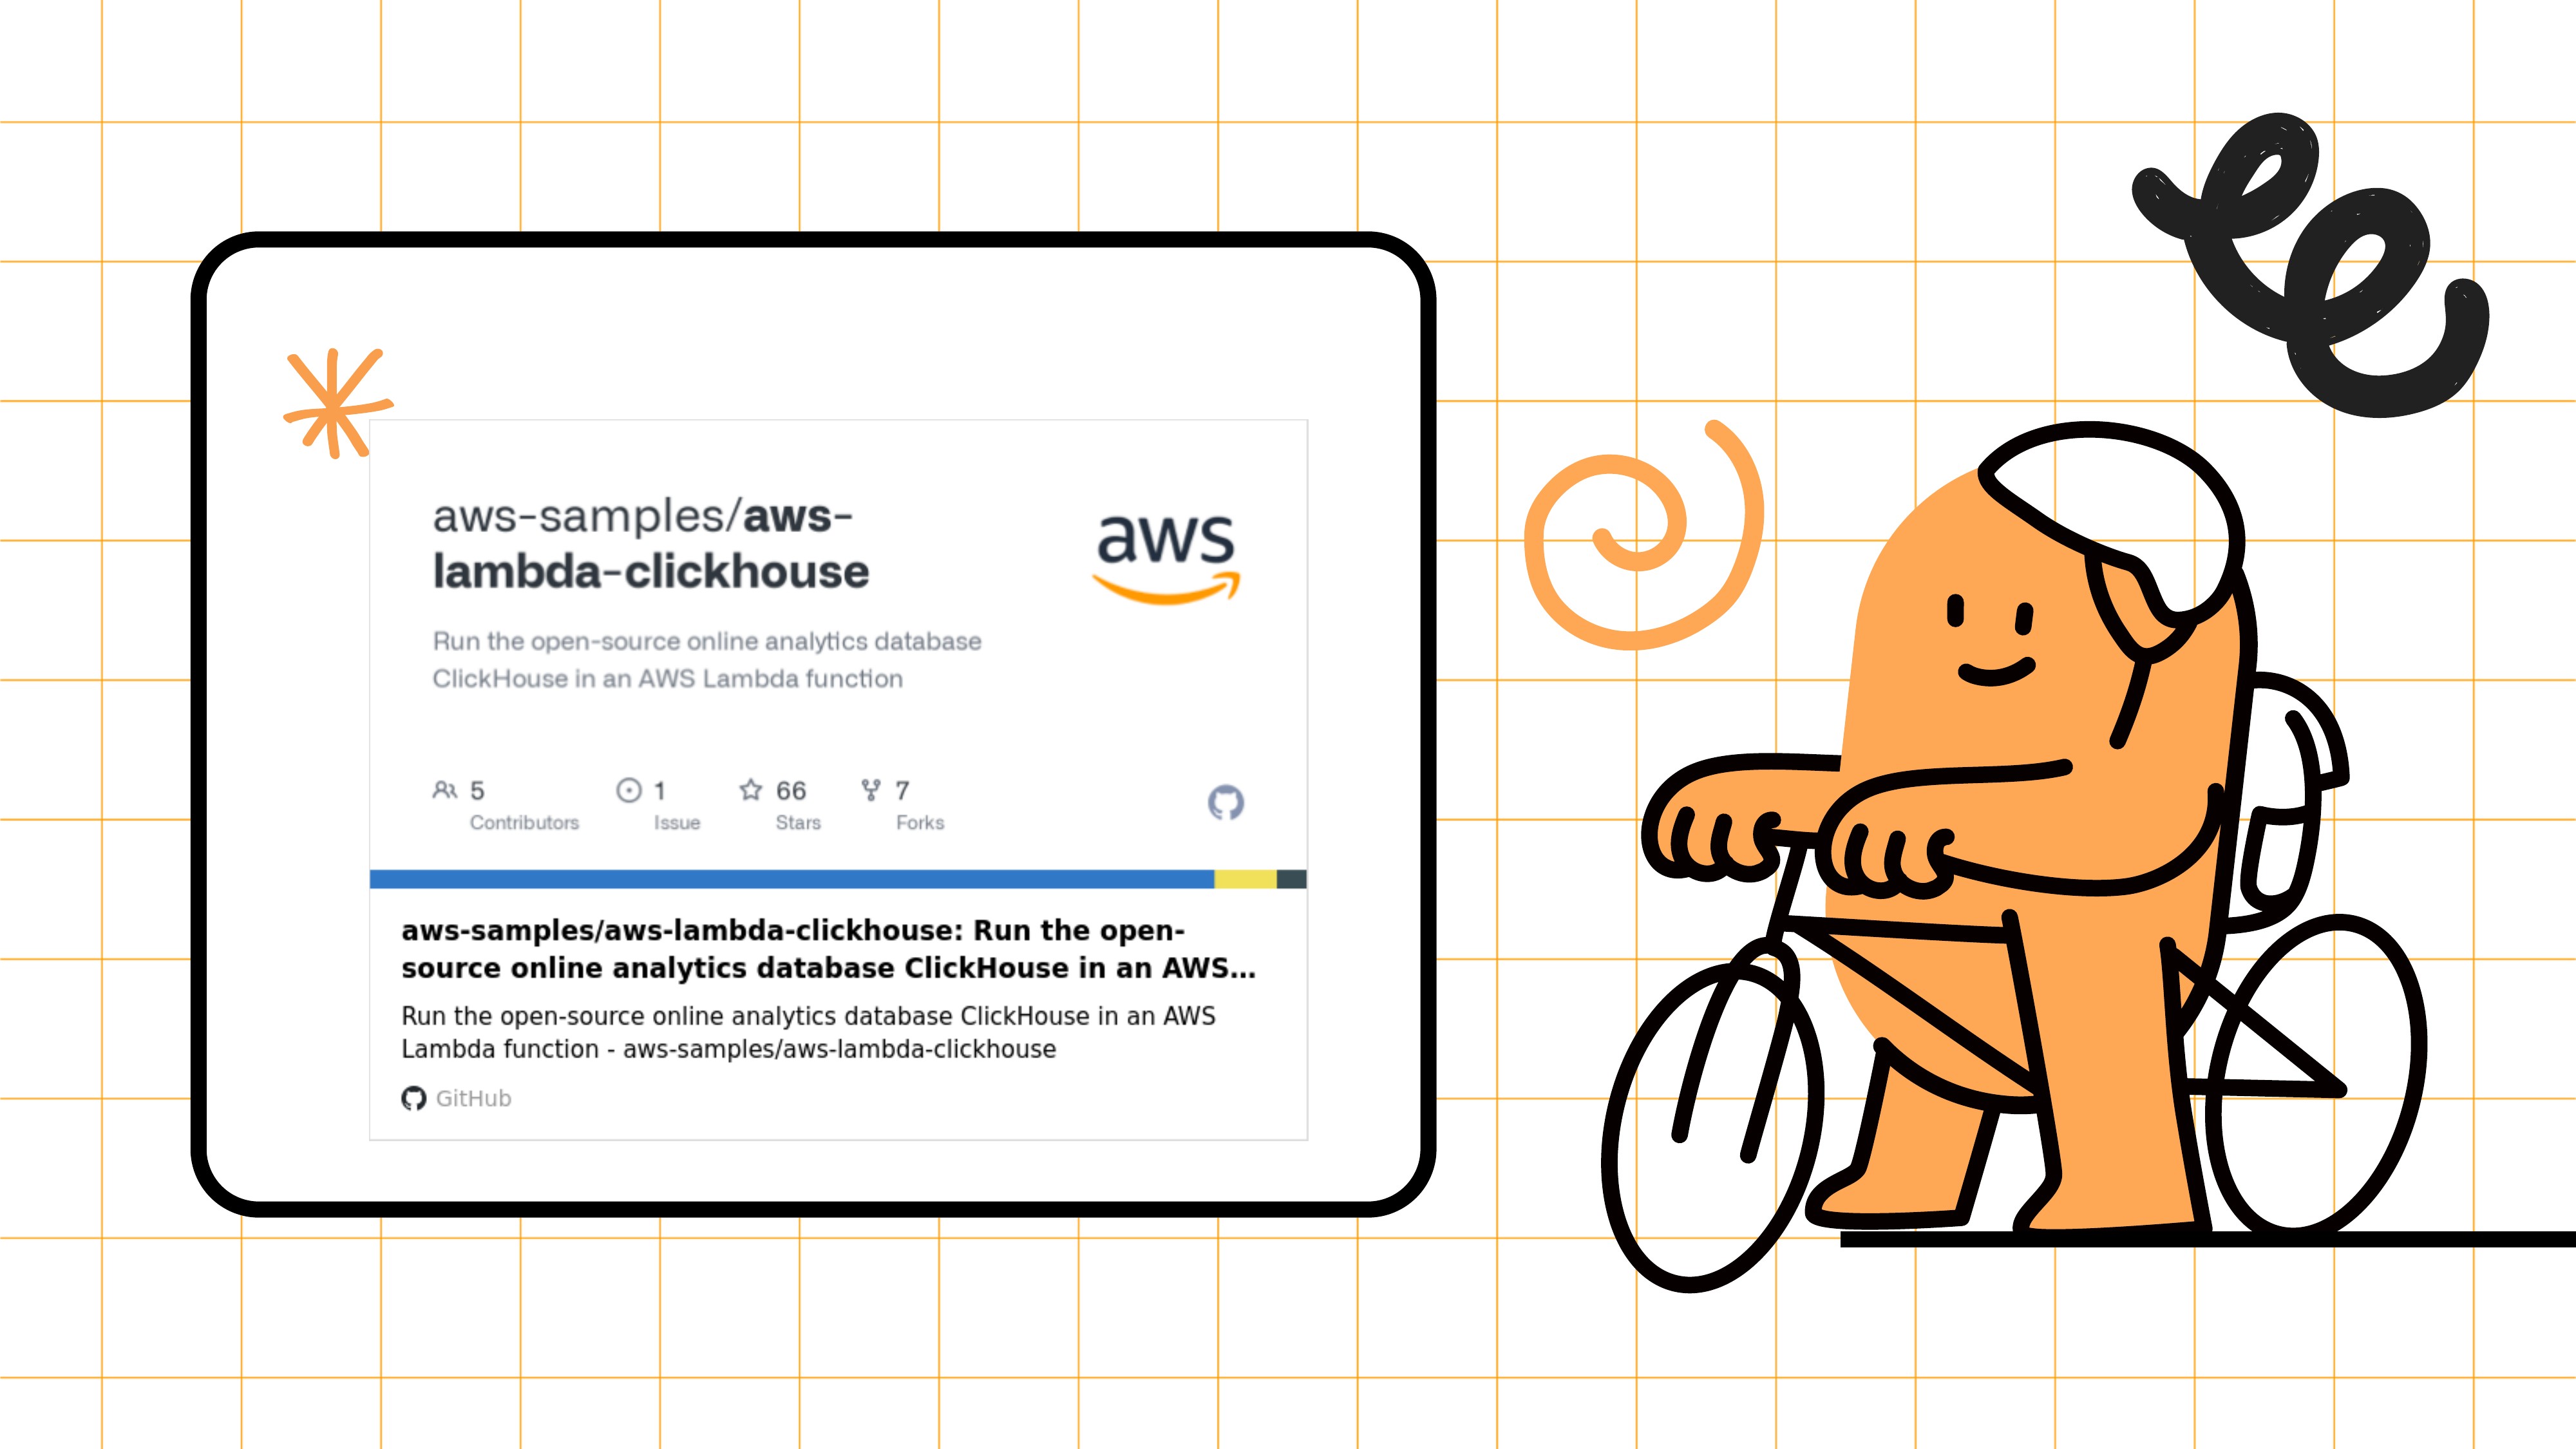 aws-samples/aws-
lambda-clickhouse
aws
Run the open-source online analytics database
ClickHouse in an AWS Lambda function
5 1 66 7
Contributors Issue Stars Forks
aws-samples/aws-lambda-clickhouse: Run the open-
source online analytics database ClickHouse in an AWS...
Run the open-source online analytics database ClickHouse in an AWS
Lambda function - aws-samples/aws-lambda-clickhouse
GitHub